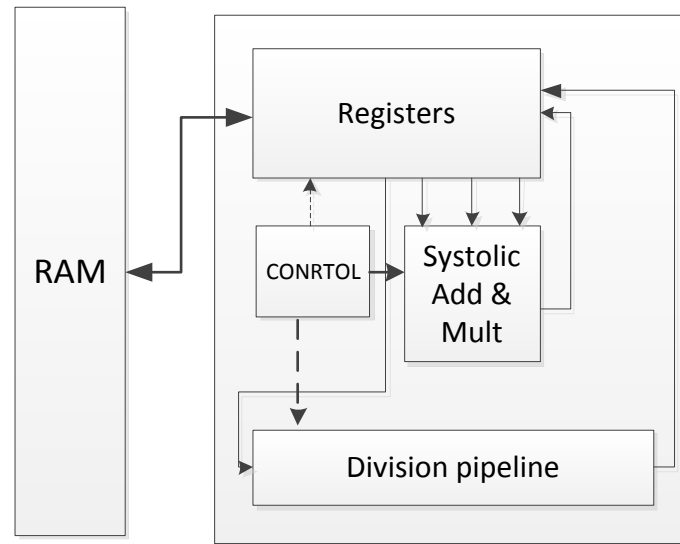 Registers
RAM
CONRTOL
Systolic
Add &
Mult
Division pipeline